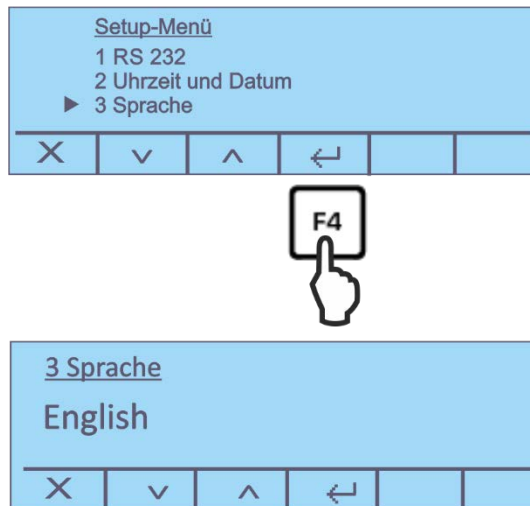 Setup-Menü
1 RS 232
2 Uhrzeit und Datum
3 Sprache
F4
3 Sprache
English